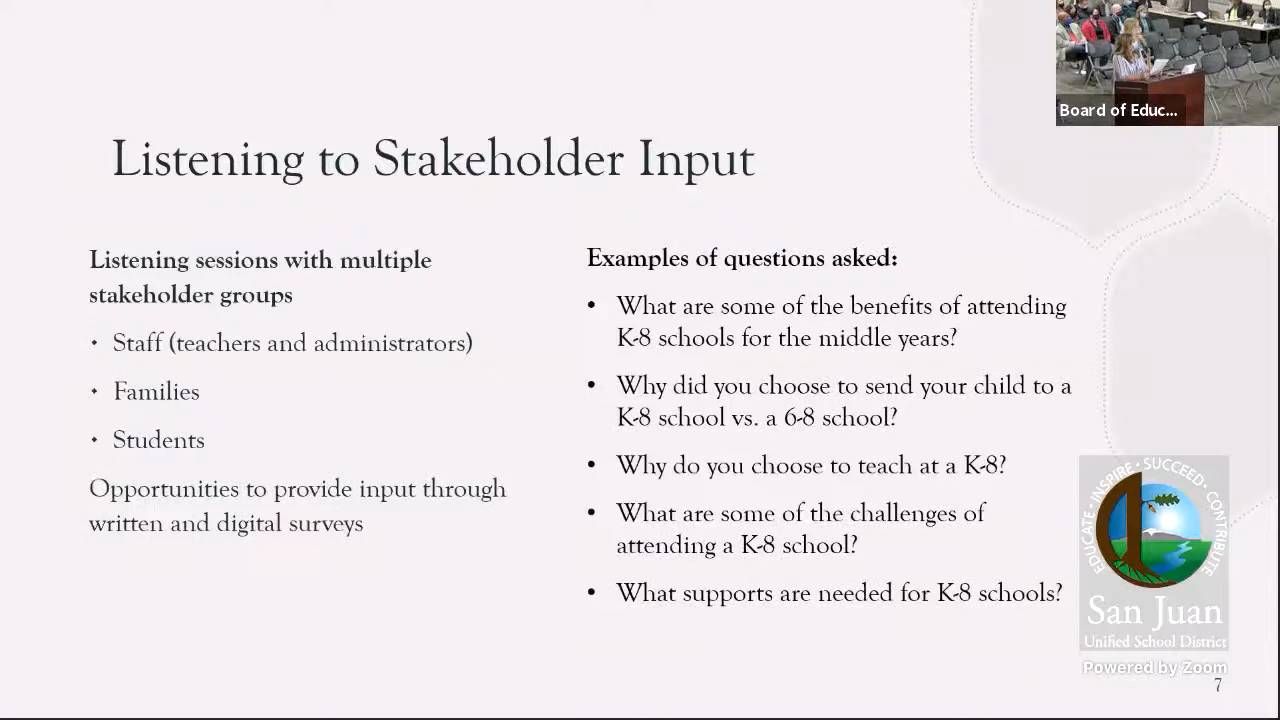 Board of Educ...
Listening to Stakeholder Input
Listening sessions with multiple
stakeholder groups
• Staff (teachers and administrators)
• Families
• Students
Opportunities to provide input through
written and digital surveys
Examples of questions asked:
• What are some of the benefits of attending
K-8 schools for the middle years?
• Why did you choose to send your child to a
K-8 school vs. a 6-8 school?
• Why do you choose to teach at a K-8?
• What are some of the challenges of
attending a K-8 school?
• What supports are needed for K-8 schools?
EDUCATE • INSPIRE • SUCCEED • CONTRIBUTE
San Juan
Unified School District
Powered by Zoom
7